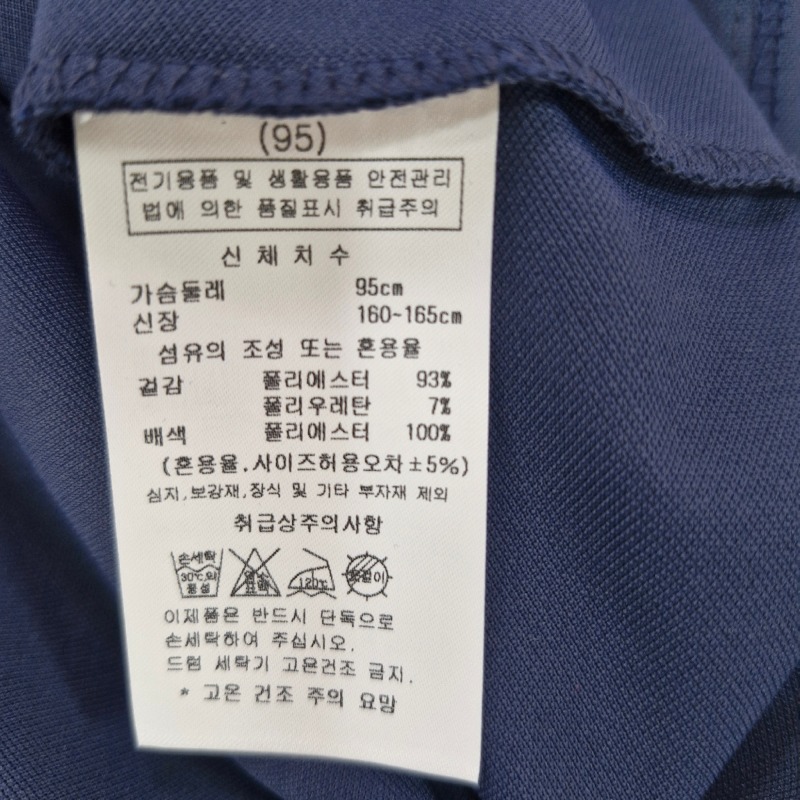 (95)
전기용품 및 생활용품 안전관리
법에 의한 품질표시 취급주의
신 체 치 수
가슴둘레 95cm
신장 160~165cm
섬유의 조성 또는 혼용율
겉감 폴리에스터 93%
폴리우레탄 7%
배색 폴리에스터 100%
(혼용율.사이즈허용오차±5%)
심지,보강재,장식 및 기타 부자재 제외
취급상주의사항
손세탁
30℃,약
중성
염소
표백
120℃
이제품은 반드시 단독으로
손세탁하여 주십시오.
드럼 세탁기 고온건조 금지.
* 고온 건조 주의 요망